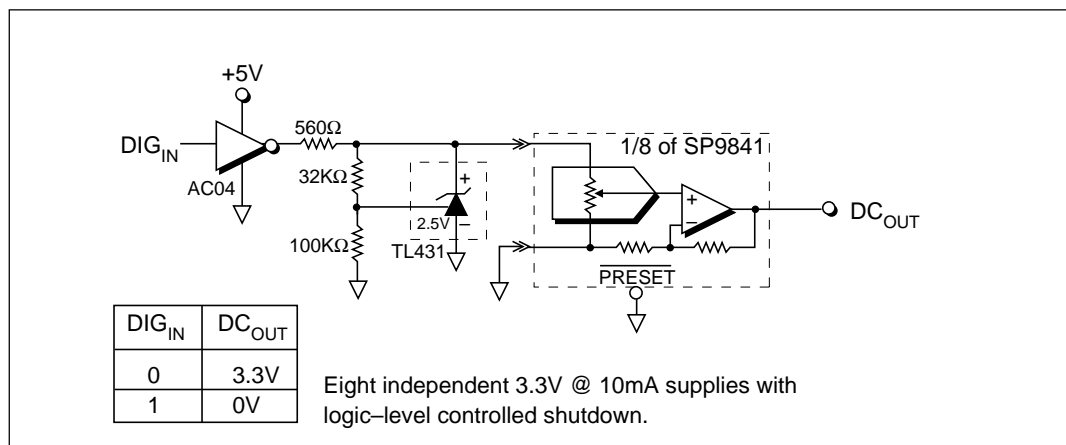 +5V
DIG_IN
AC04
560Ω
32KΩ
100KΩ
+
2.5V
–
TL431
1/8 of SP9841
+
–
PRESET
DC_OUT
DIG_IN DC_OUT
0 3.3V
1 0V
Eight independent 3.3V @ 10mA supplies with
logic–level controlled shutdown.